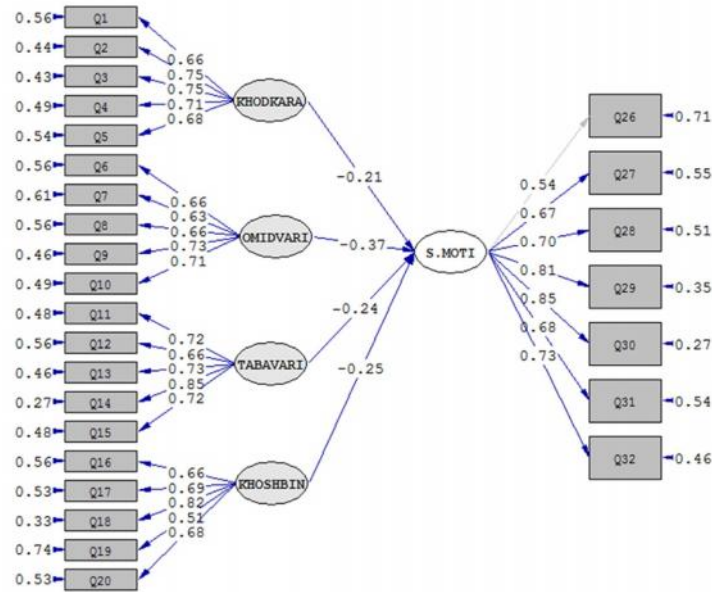 0.56 Q1
0.44 Q2
0.43 Q3
0.49 Q4
0.54 Q5
0.56 Q6
0.61 Q7
0.56 Q8
0.46 Q9
0.49 Q10
0.48 Q11
0.56 Q12
0.46 Q13
0.27 Q14
0.48 Q15
0.56 Q16
0.53 Q17
0.33 Q18
0.74 Q19
0.53 Q20
0.66
0.75
0.75
0.71
0.68
0.66
0.63
0.66
0.73
0.71
0.72
0.66
0.73
0.85
0.72
0.66
0.69
0.82
0.51
0.68
KHODKARA
OMIDVARI
TABAVARI
KHOSHBIN
-0.21
-0.37
-0.24
-0.25
S.MOTI
0.54
0.67
0.70
0.81
0.85
0.68
0.73
Q26 0.71
Q27 0.55
Q28 0.51
Q29 0.35
Q30 0.27
Q31 0.54
Q32 0.46